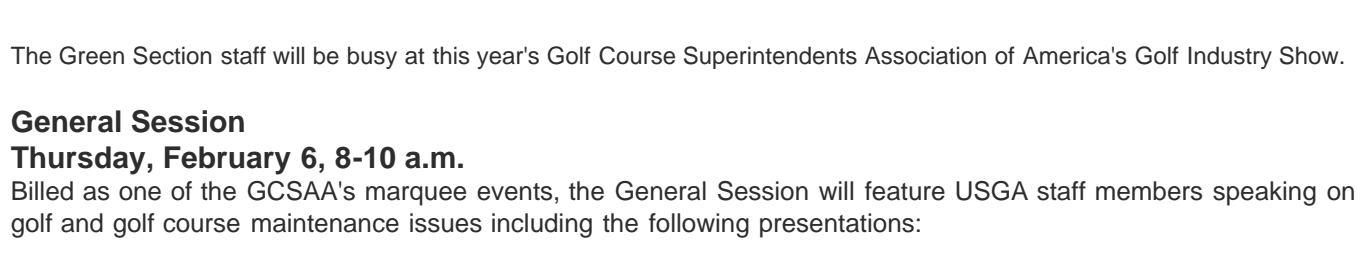 The Green Section staff will be busy at this year's Golf Course Superintendents Association of America's Golf Industry Show.
General Session
Thursday, February 6, 8-10 a.m.
Billed as one of the GCSAA's marquee events, the General Session will feature USGA staff members speaking on
golf and golf course maintenance issues including the following presentations: